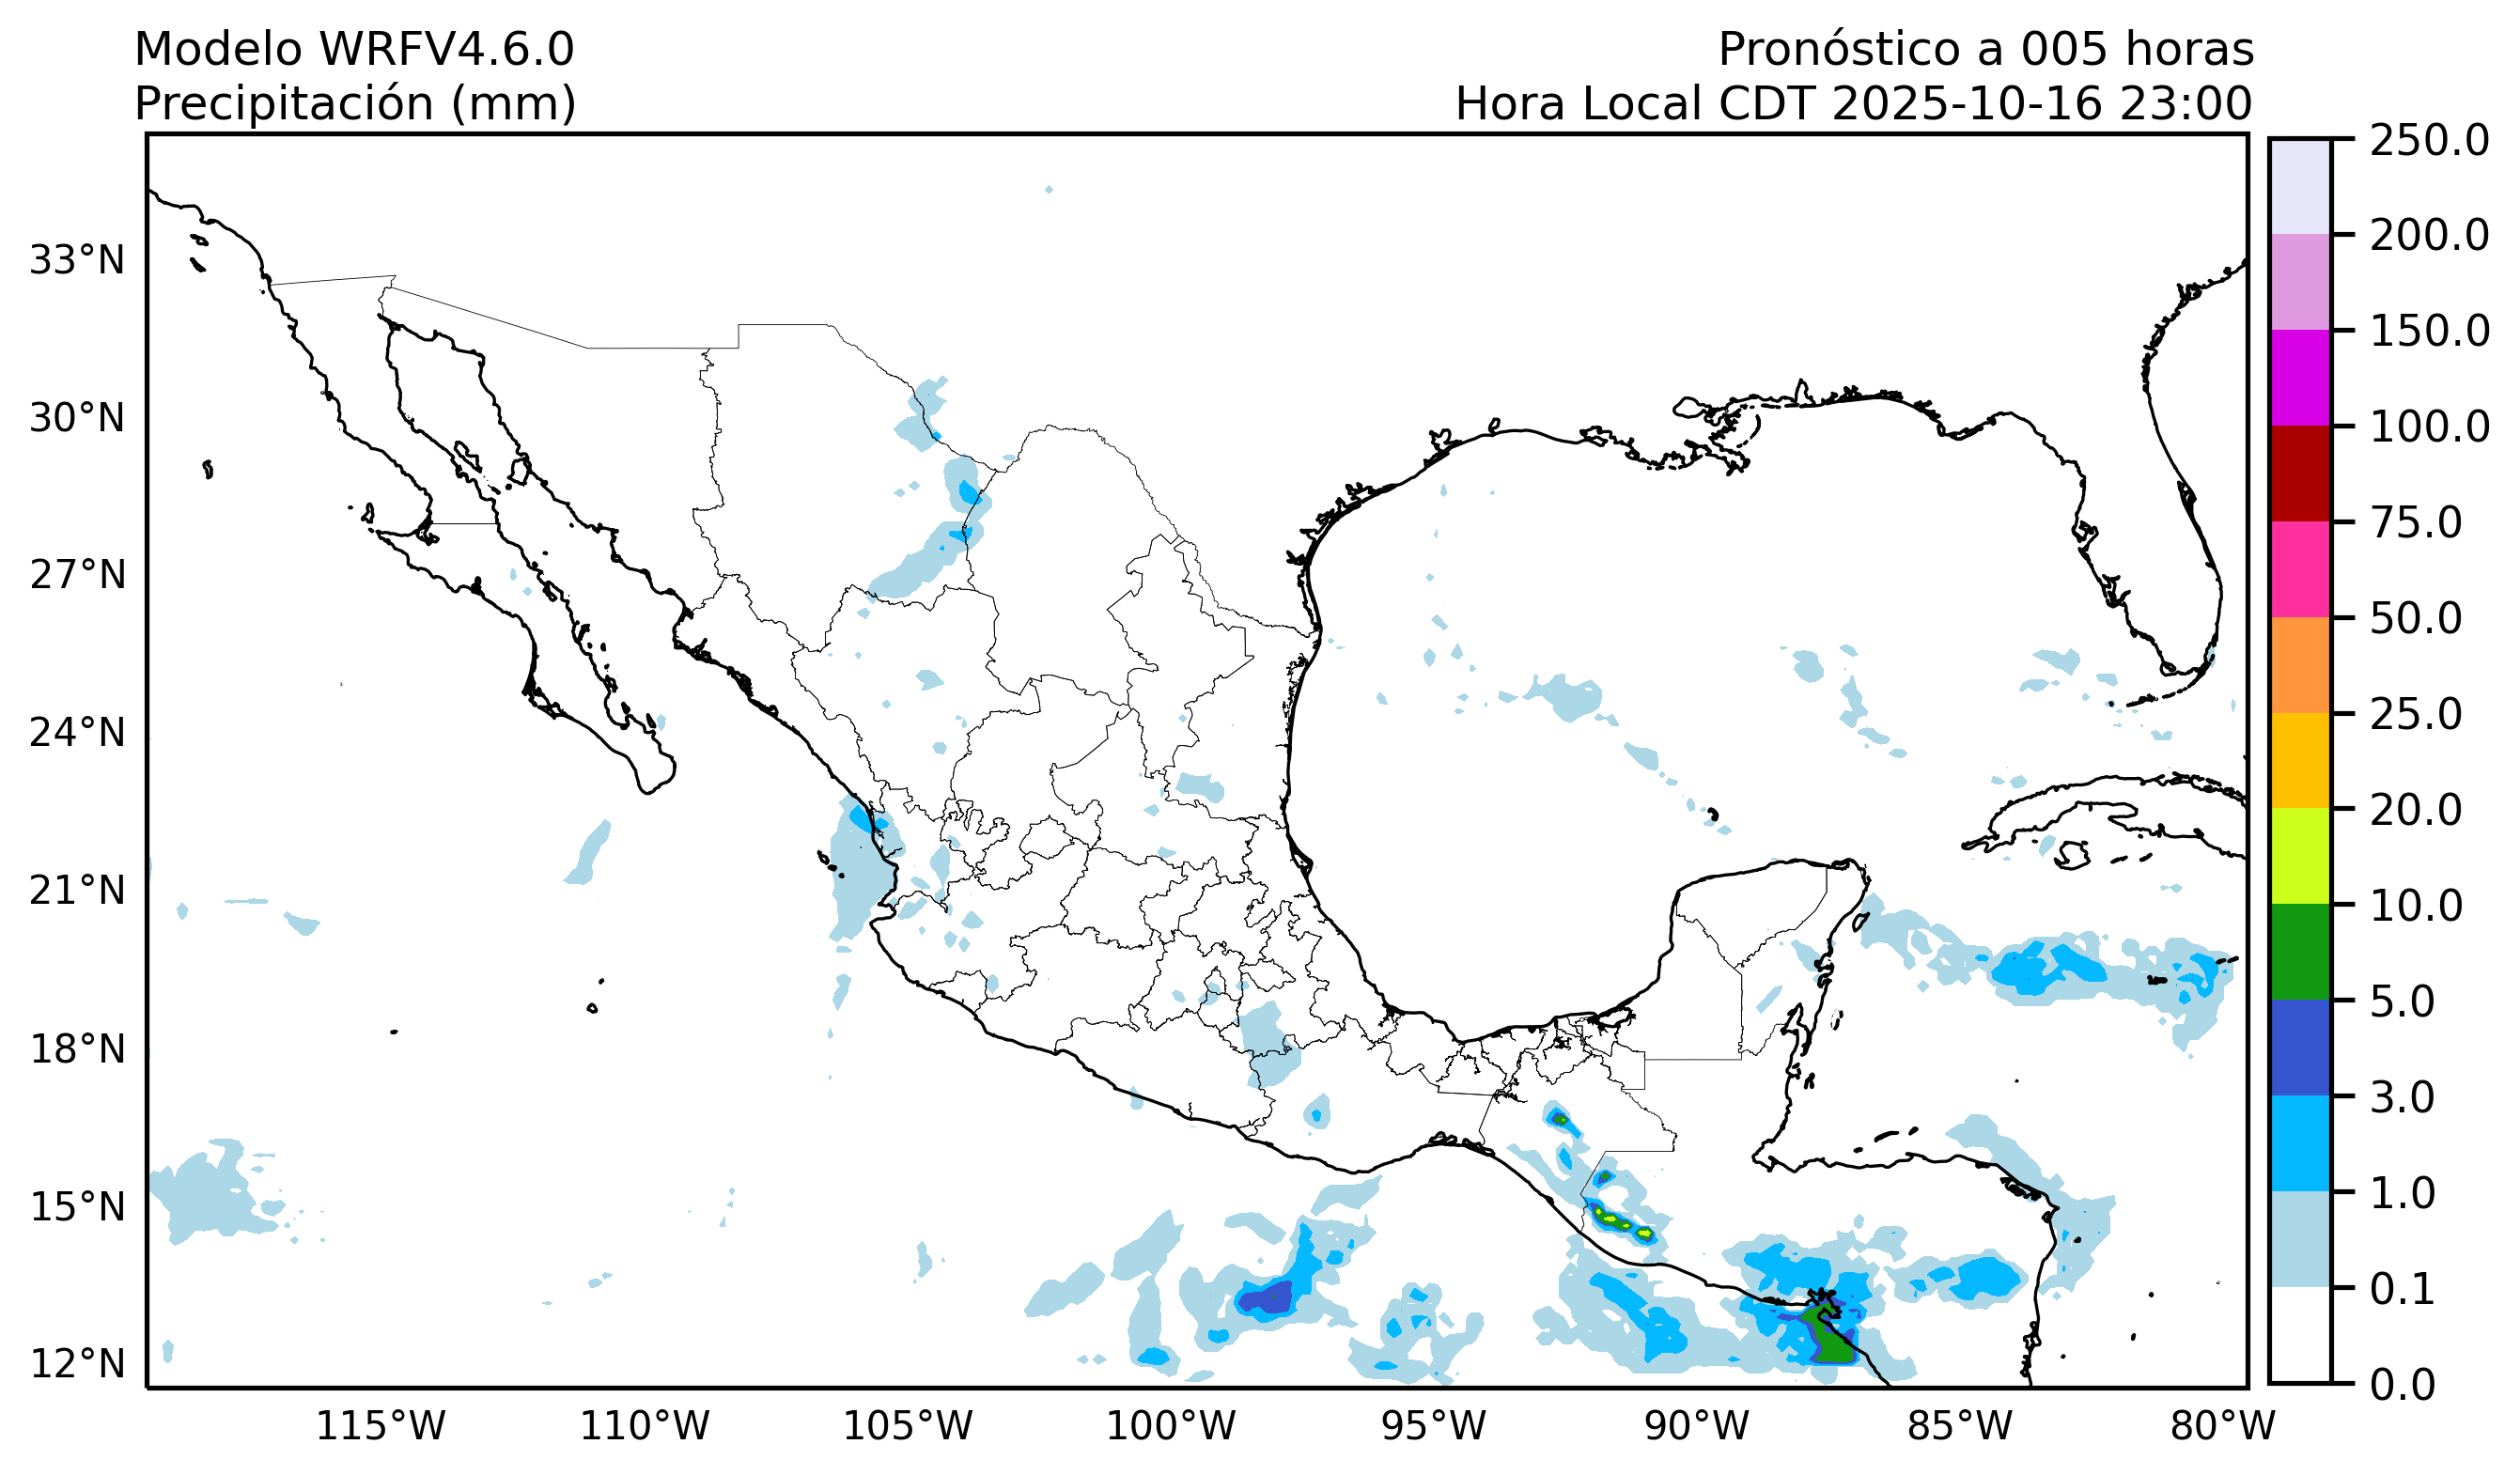 Modelo WRFV4.6.0
Precipitación (mm)
Pronóstico a 005 horas
Hora Local CDT 2025-10-16 23:00
33°N
30°N
27°N
24°N
21°N
18°N
15°N
12°N
115°W
110°W
105°W
100°W
95°W
90°W
85°W
80°W
250.0
200.0
150.0
100.0
75.0
50.0
25.0
20.0
10.0
5.0
3.0
1.0
0.1
0.0